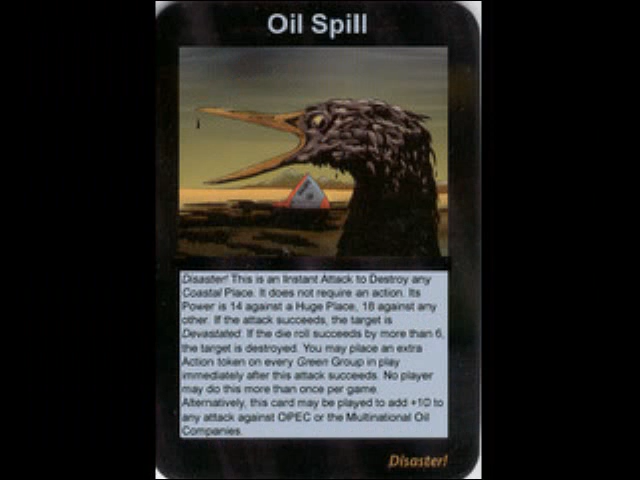 Oil Spill
Disaster! This is an Iinstant Attack to Destroy any
Coastal Place. It does not require an action. Its
Power is 14 against a Huge Place, 18 against any
other. If the attack succeeds, the target is
Devastated. If the die roll succeeds by more than 6,
the target is destroyed. You may place an extra
Action token on every Green Group in play
immediately after this attack succeeds. No player
may do this more than once per game.
Alternatively, this card may be played to add +10 to
any attack against OPEC or the Multinational Oil
Companies.
Disaster!